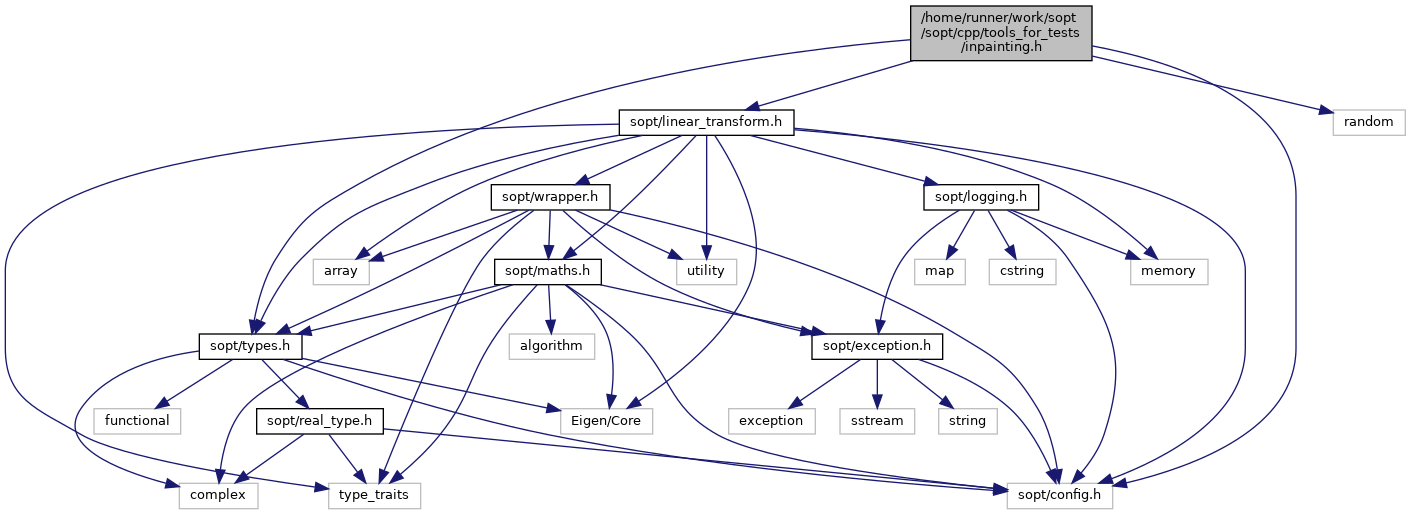 /home/runner/work/sopt
/sopt/cpp/tools_for_tests
/inpainting.h
sopt/linear_transform.h
random
sopt/wrapper.h
sopt/logging.h
array
sopt/maths.h
utility
map
cstring
memory
sopt/types.h
algorithm
sopt/exception.h
functional
sopt/real_type.h
Eigen/Core
exception
sstream
string
complex
type_traits
sopt/config.h